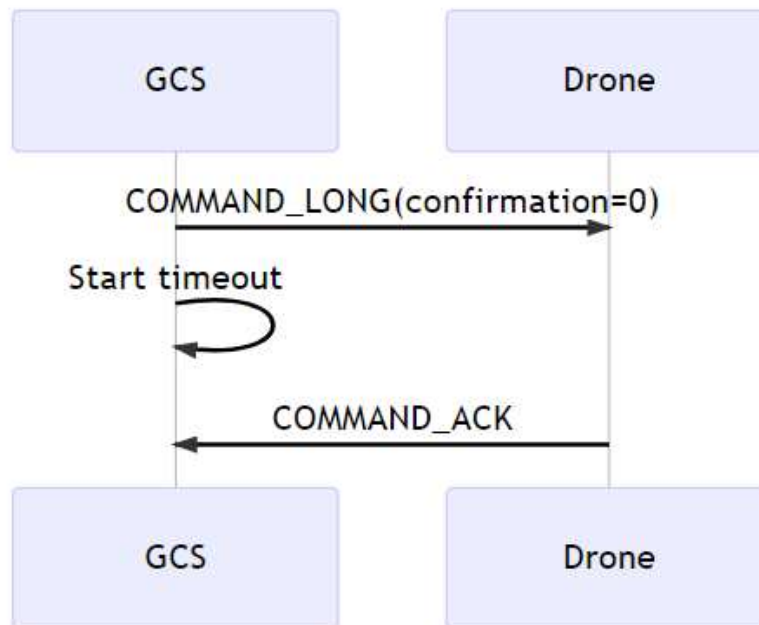 GCS
Drone
COMMAND_LONG(confirmation=0)
Start timeout
COMMAND_ACK
GCS
Drone